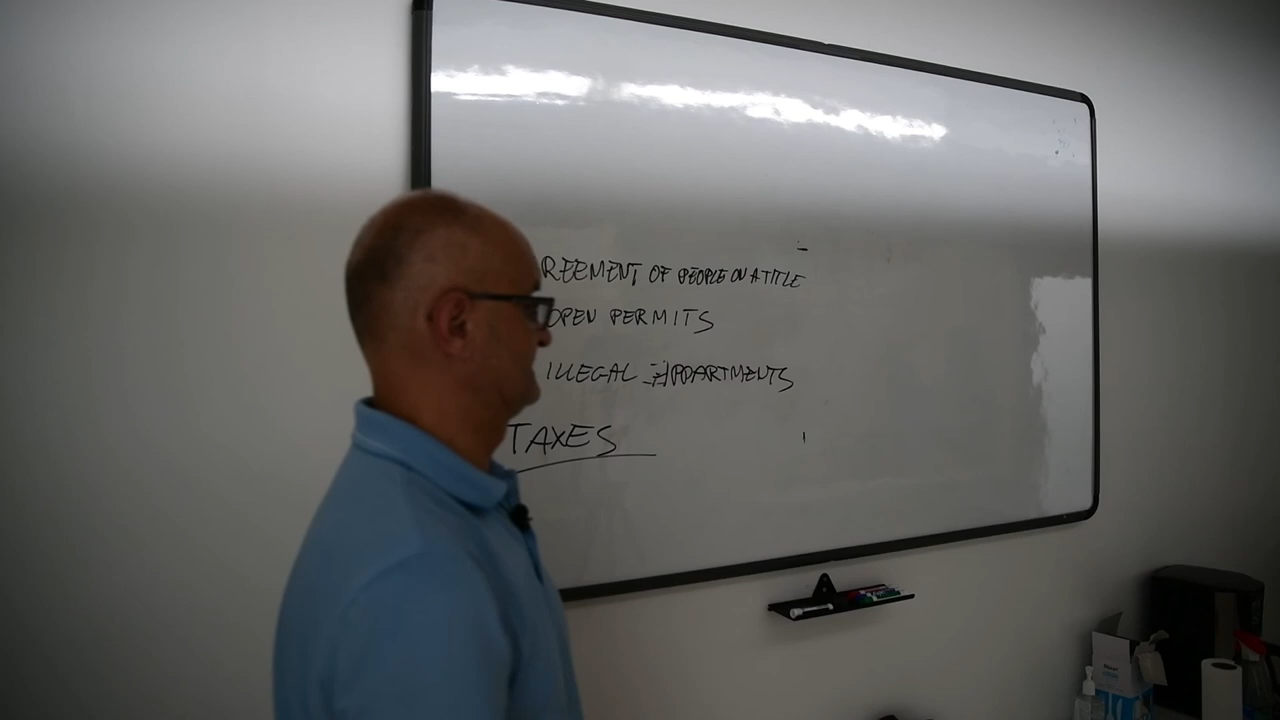 REEMENT OF PEOPLE ON A TITLE
OPEN PERMITS
ILLEGAL APPARTMENTS
TAXES